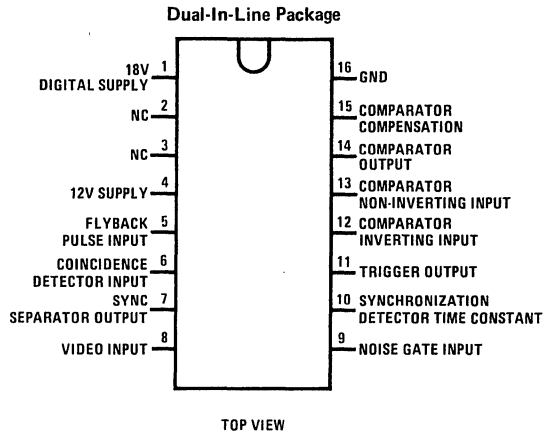 Dual-In-Line Package
18V 1
DIGITAL SUPPLY
NC 2
NC 3
12V SUPPLY 4
FLYBACK 5
PULSE INPUT
COINCIDENCE 6
DETECTOR INPUT
SYNC 7
SEPARATOR OUTPUT
VIDEO INPUT 8
16 GND
15 COMPARATOR
COMPENSATION
14 COMPARATOR
OUTPUT
13 COMPARATOR
NON-INVERTING INPUT
12 COMPARATOR
INVERTING INPUT
11 TRIGGER OUTPUT
10 SYNCHRONIZATION
DETECTOR TIME CONSTANT
9 NOISE GATE INPUT
TOP VIEW